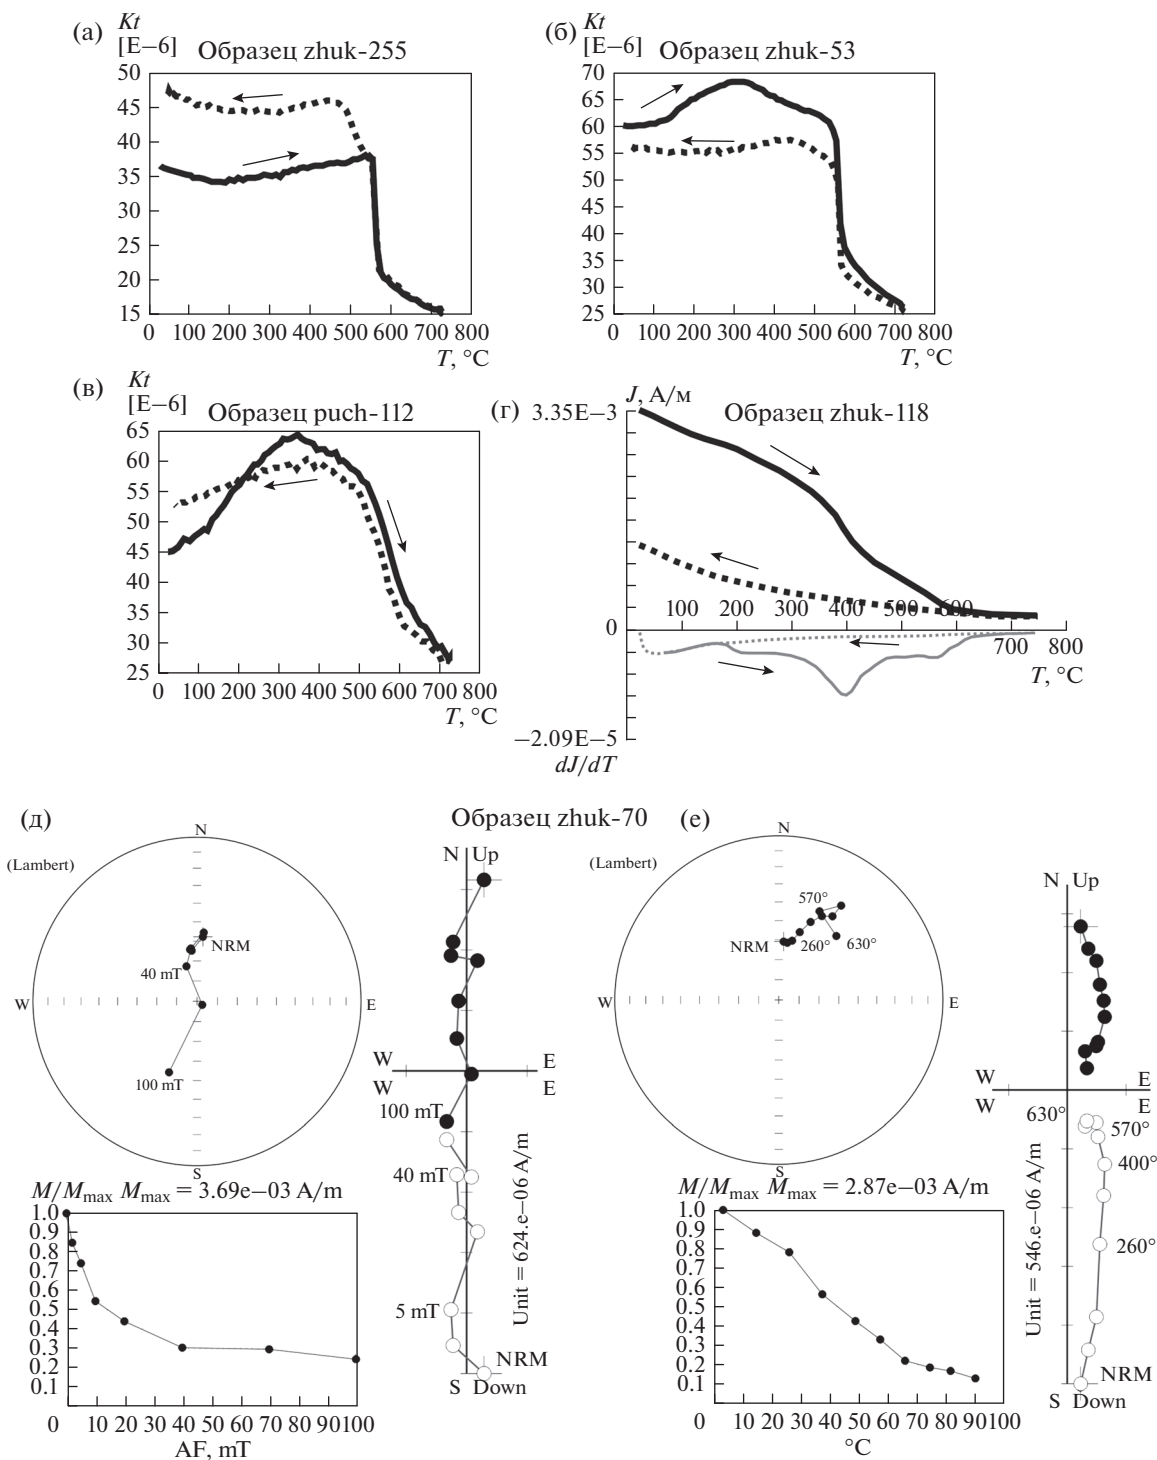 (а)
Kt
[E−6]
Образец zhuk-255
50
45
40
35
30
25
20
15
0 100 200 300 400 500 600 700 800
T, °C
(б)
Kt
[E−6]
Образец zhuk-53
70
65
60
55
50
45
40
35
30
25
0 100 200 300 400 500 600 700 800
T, °C
(в)
Kt
[E−6]
Образец puch-112
65
60
55
50
45
40
35
30
25
0 100 200 300 400 500 600 700 800
T, °C
(г)
J, А/м
Образец zhuk-118
3.35E−3
100 200 300 400 500 600
0
700 800
T, °C
−2.09E−5
dJ/dT
Образец zhuk-70
(д)
(Lambert)
N
NRM
40 mT
W
E
100 mT
S
N Up
W E
W E
100 mT
40 mT
5 mT
Unit = 624.e−06 A/m
NRM
S Down
M/Mmax Mmax = 3.69e−03 A/m
1.0
0.9
0.8
0.7
0.6
0.5
0.4
0.3
0.2
0.1
0 10 20 30 40 50 60 70 80 90 100
AF, mT
(е)
(Lambert)
N
570°
NRM
260° 630°
W
E
S
N Up
W E
W E
630°
570°
400°
260°
Unit = 546.e−06 A/m
NRM
S Down
M/Mmax Mmax = 2.87e−03 A/m
1.0
0.9
0.8
0.7
0.6
0.5
0.4
0.3
0.2
0.1
0 10 20 30 40 50 60 70 80 90 100
°C